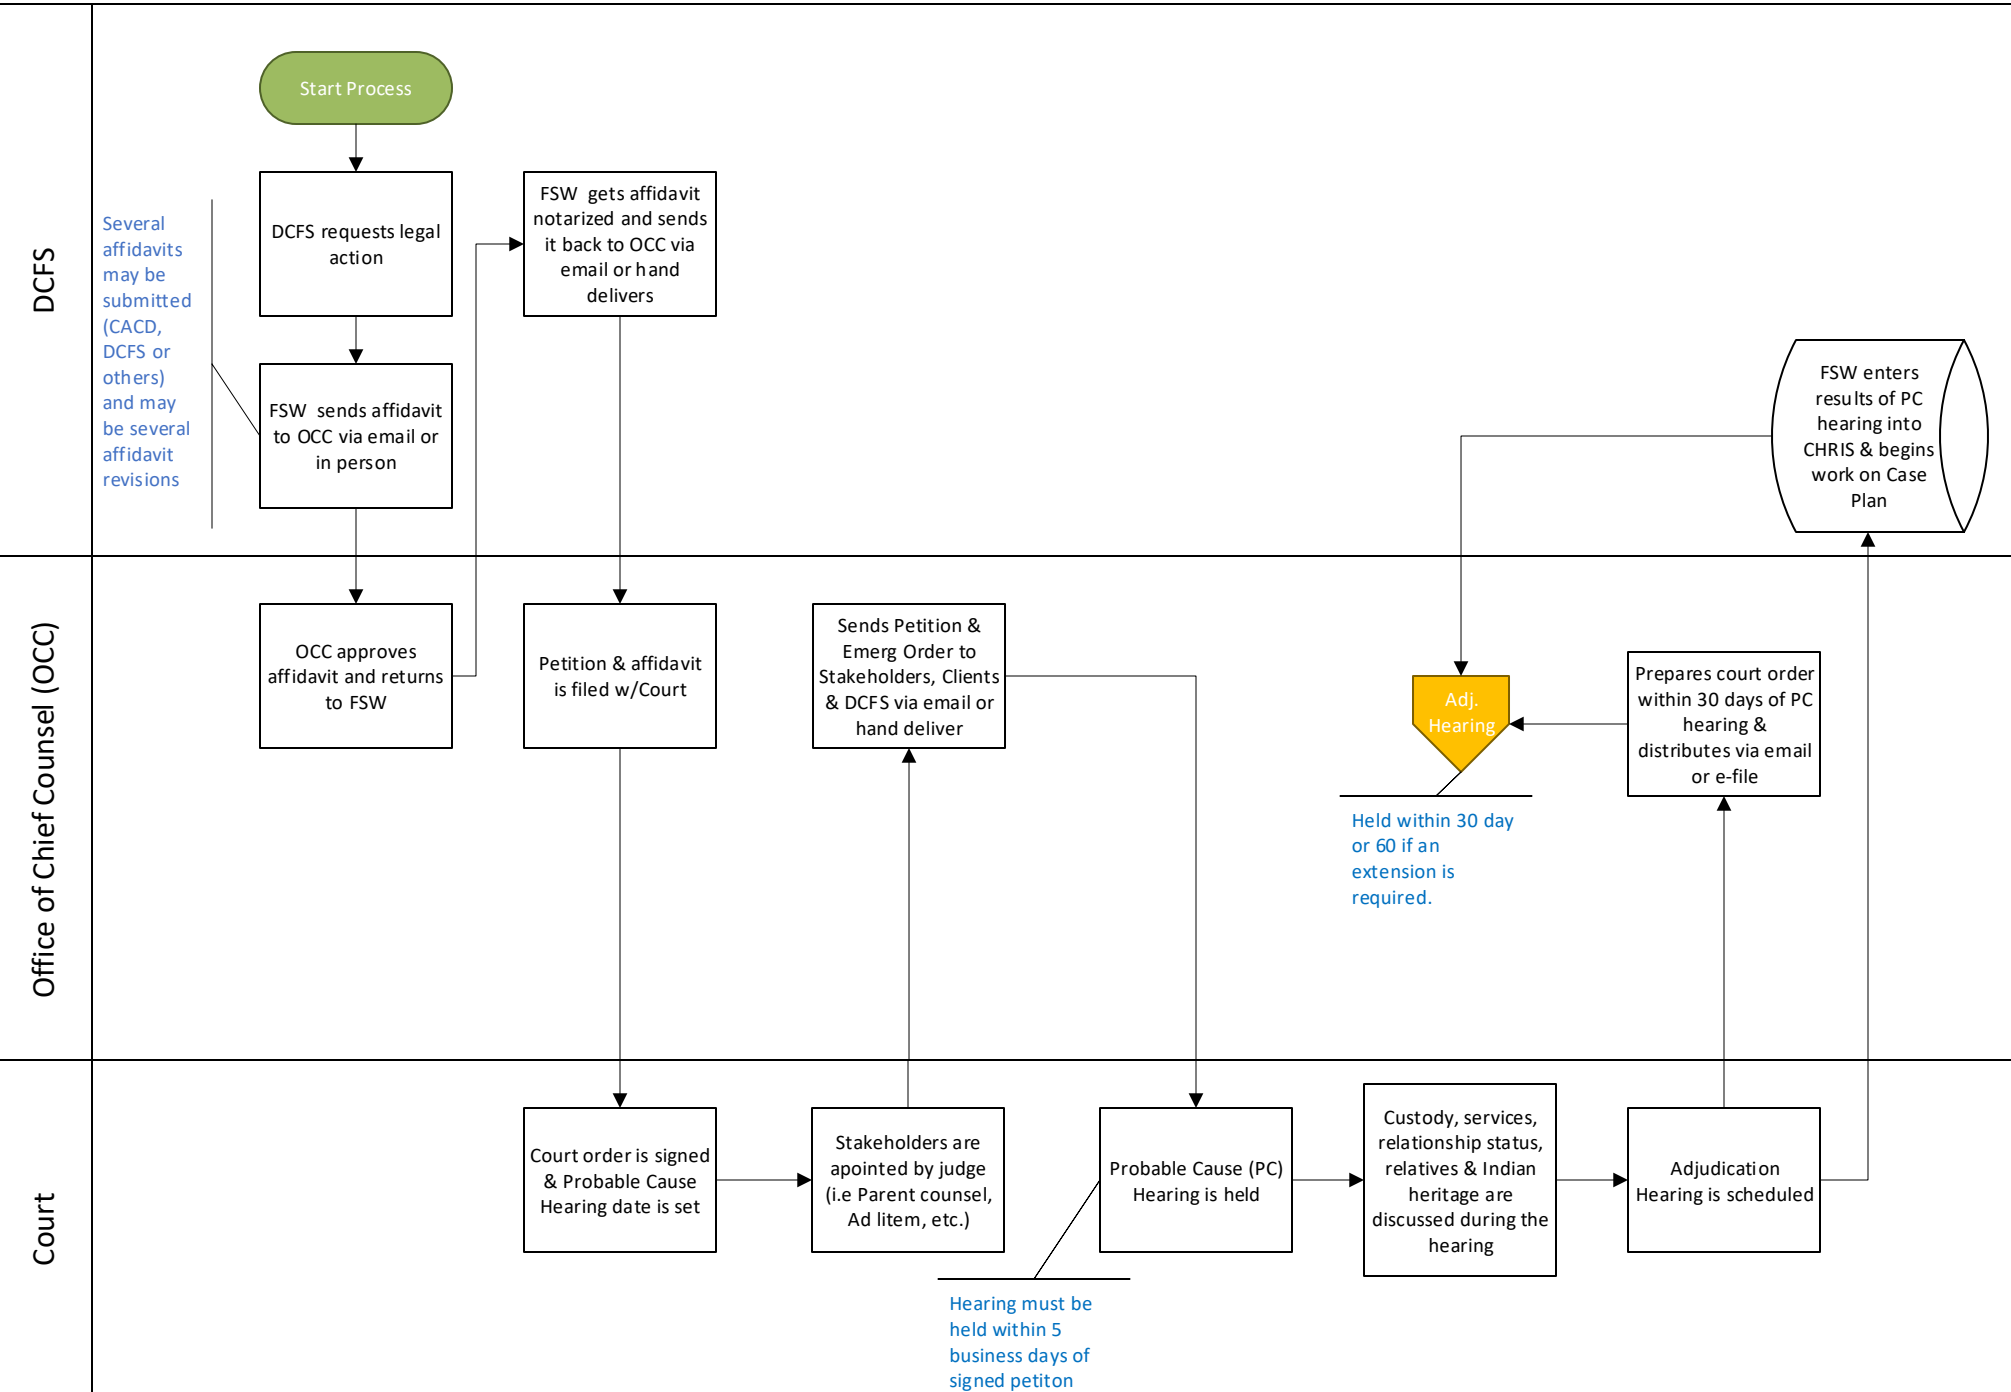 DCFS
Start Process
DCFS requests legal
action
Several
affidavits
may be
submitted
(CACD,
DCFS or
others)
and may
be several
affidavit
revisions
FSW sends affidavit
to OCC via email or
in person
FSW gets affidavit
notarized and sends
it back to OCC via
email or hand
delivers
FSW enters
results of PC
hearing into
CHRIS & begins
work on Case
Plan
Office of Chief Counsel (OCC)
OCC approves
affidavit and returns
to FSW
Petition & affidavit
is filed w/Court
Sends Petition &
Emerg Order to
Stakeholders, Clients
& DCFS via email or
hand deliver
Adj.
Hearing
Held within 30 day
or 60 if an
extension is
required.
Prepares court order
within 30 days of PC
hearing &
distributes via email
or e-file
Court
Court order is signed
& Probable Cause
Hearing date is set
Stakeholders are
apointed by judge
(i.e Parent counsel,
Ad litem, etc.)
Probable Cause (PC)
Hearing is held
Hearing must be
held within 5
business days of
signed petiton
Custody, services,
relationship status,
relatives & Indian
heritage are
discussed during the
hearing
Adjudication
Hearing is scheduled